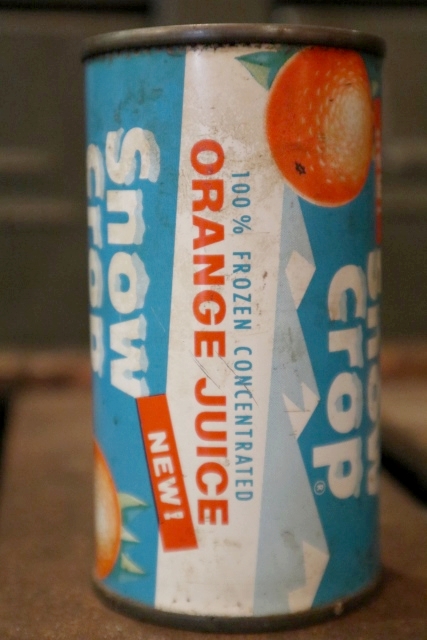 Snow
crop
100% FROZEN CONCENTRATED
ORANGE JUICE
NEW!
Snow
crop®